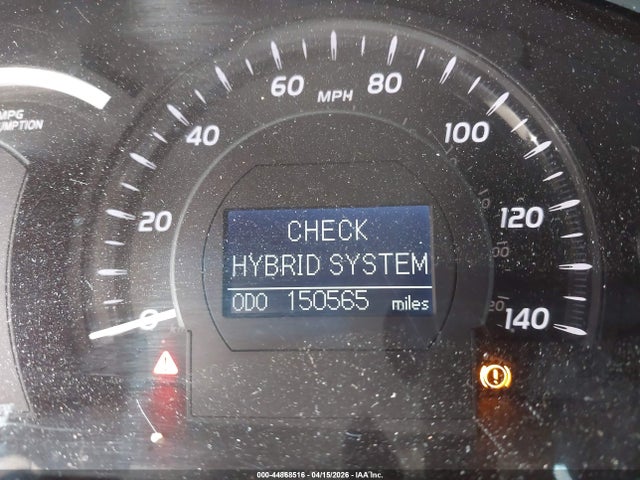 MPG
60
MPH
80
40
100
20
120
0
140
CHECK
HYBRID SYSTEM
ODO 150565 miles
000-44868516 - 04/15/2026 - IAA Inc.